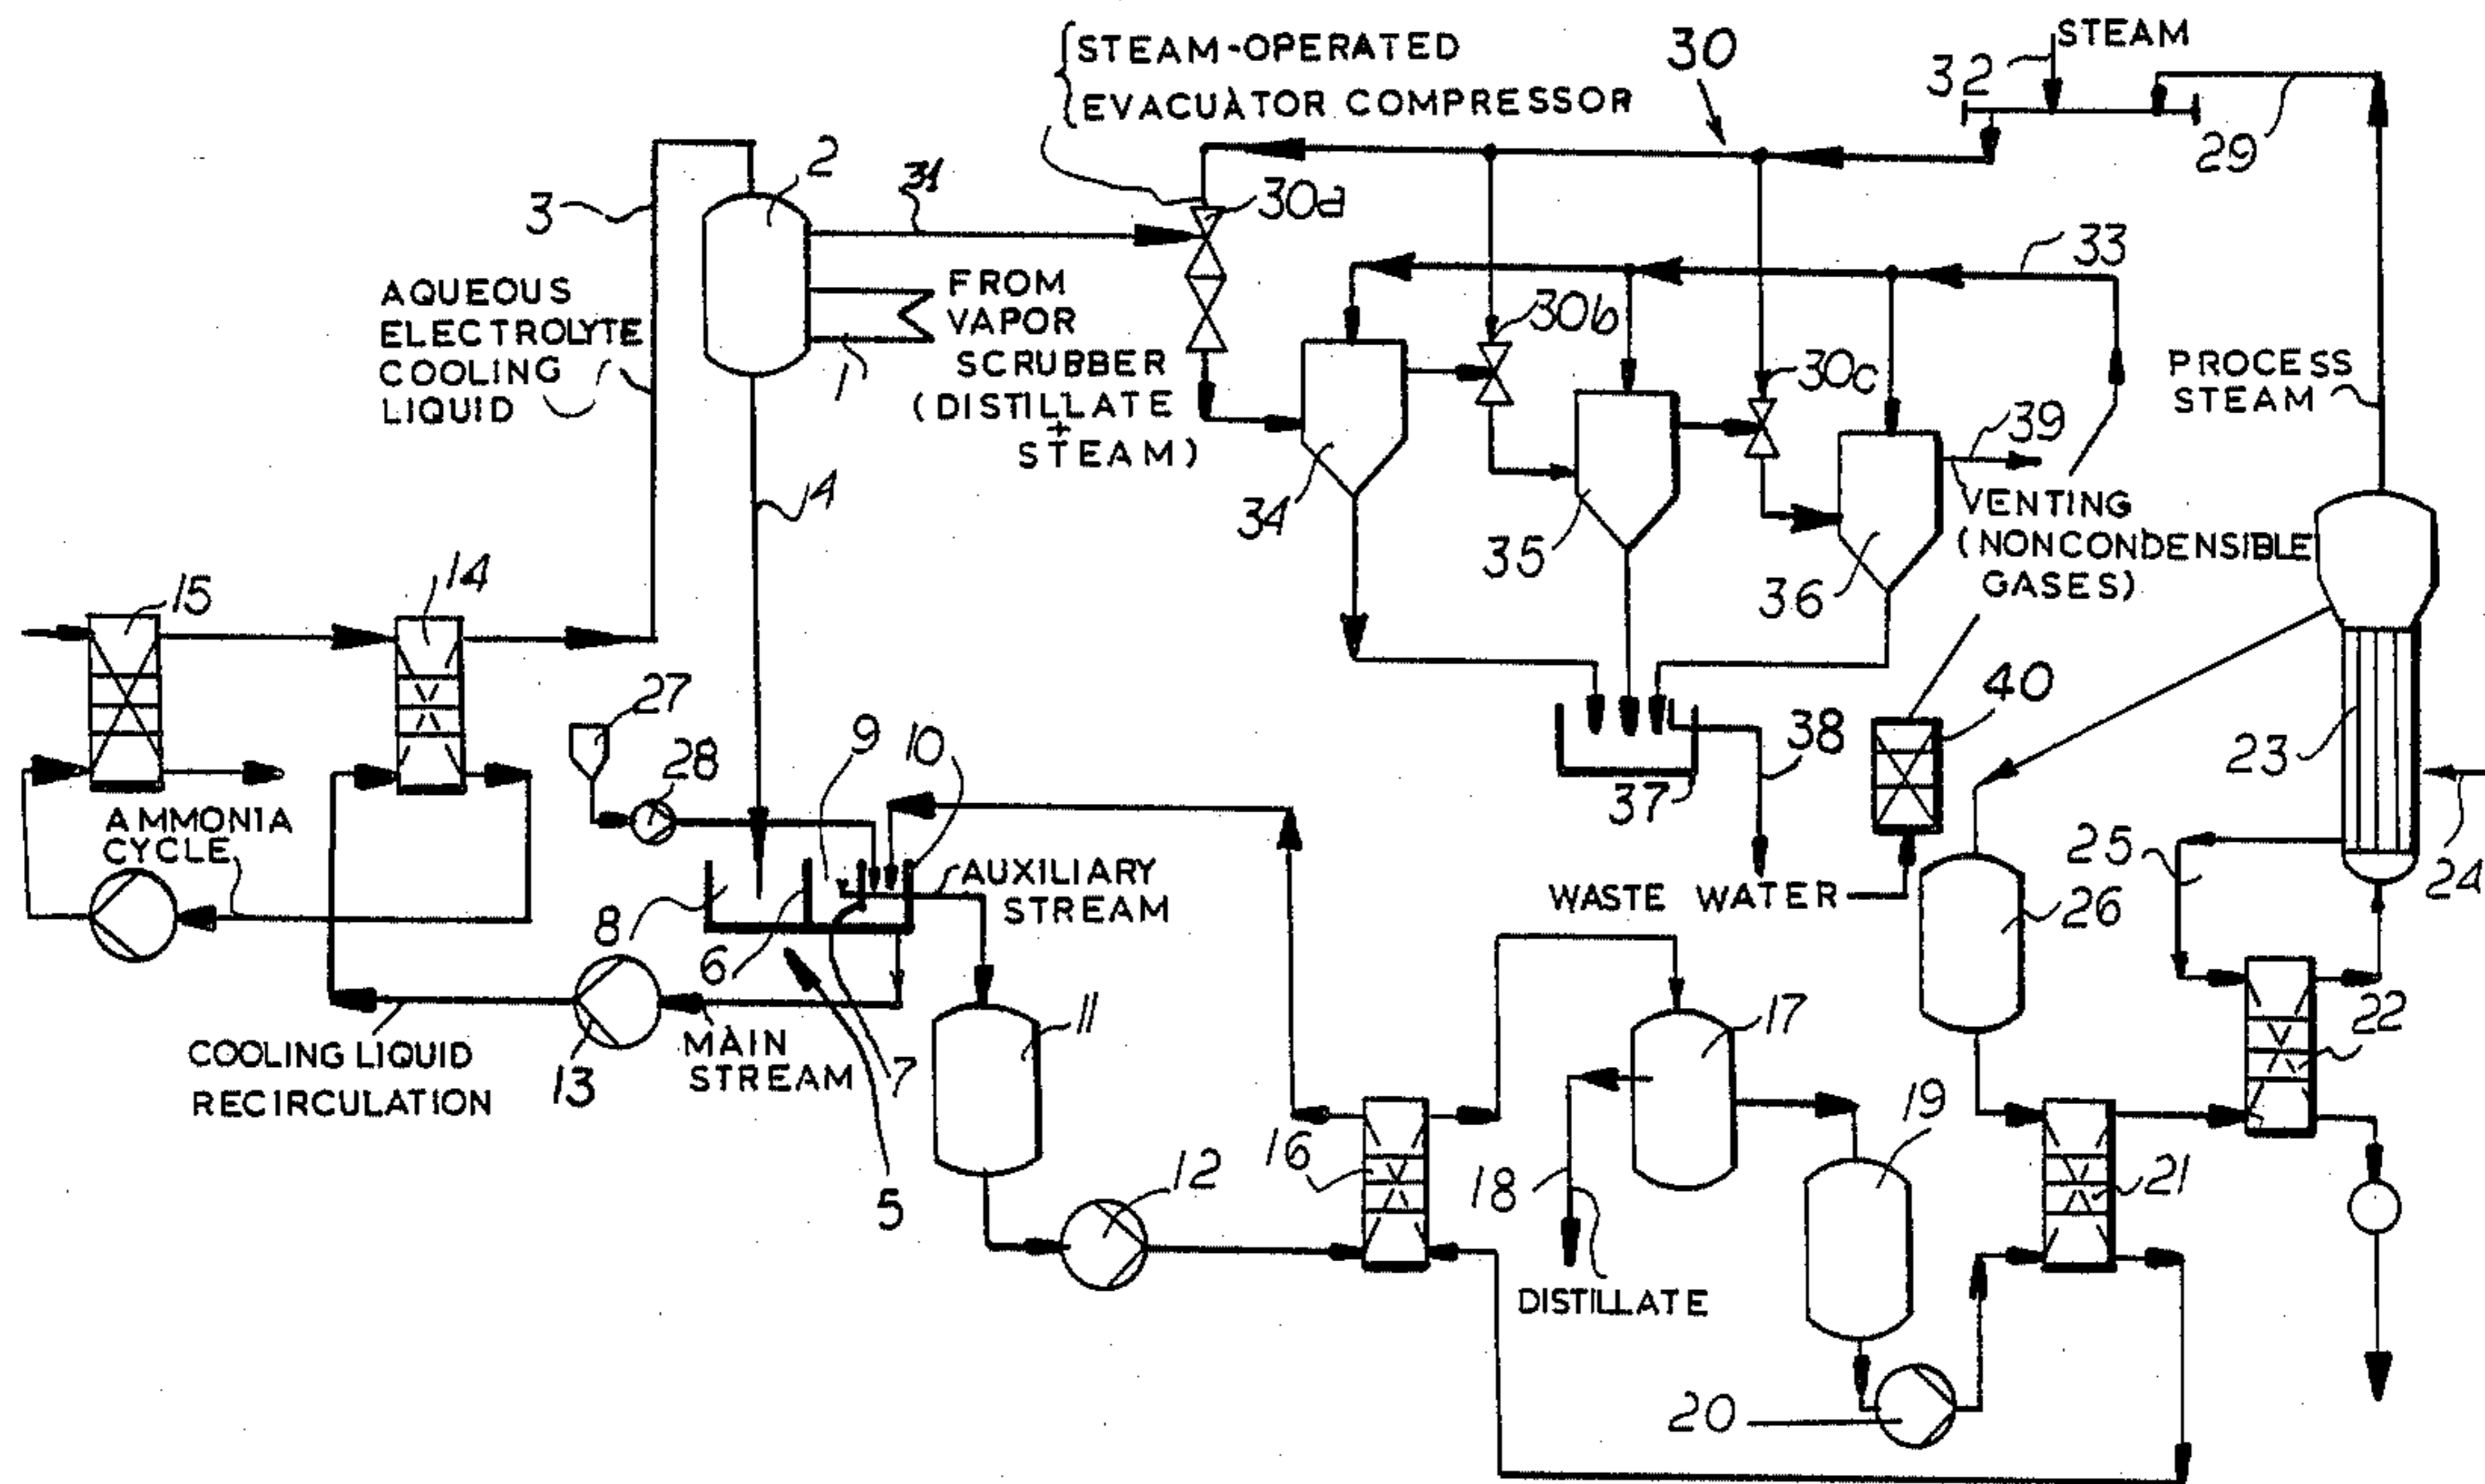 STEAM-OPERATED
EVACUATOR COMPRESSOR
30
STEAM
32
29
2
31
30a
3
33
AQUEOUS
ELECTROLYTE
COOLING
LIQUID
FROM
VAPOR
SCRUBBER
(DISTILLATE
+
STEAM)
1
30b
30c
PROCESS
STEAM
39
34
35
36
VENTING
(NONCONDENSIBLE
GASES)
4
15
14
27
28
9
10
40
38
37
23
24
AMMONIA
CYCLE
AUXILIARY
STREAM
WASTE WATER
25
26
8
6
7
5
13
MAIN
STREAM
COOLING LIQUID
RECIRCULATION
11
12
16
17
18
19
22
21
DISTILLATE
20